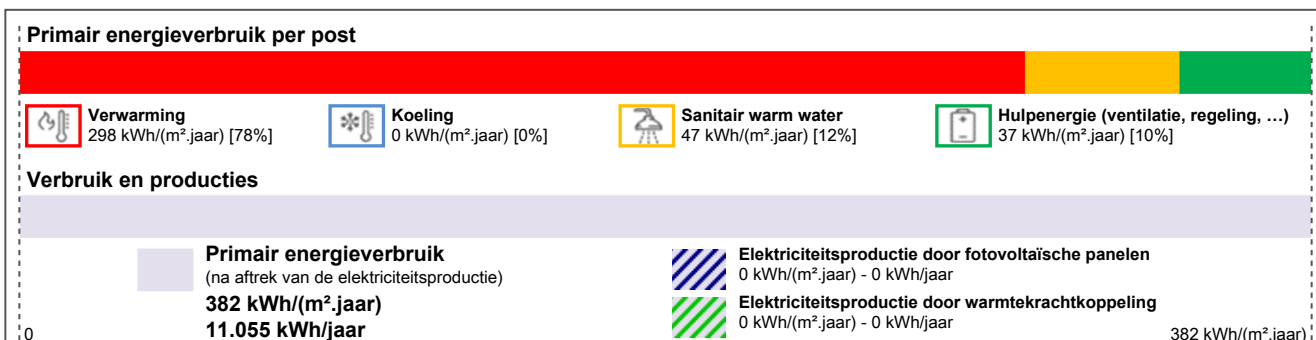 Primair energieverbruik per post
Verwarming
298 kWh/(m².jaar) [78%]
Koeling
0 kWh/(m².jaar) [0%]
Sanitair warm water
47 kWh/(m².jaar) [12%]
Hulpenergie (ventilatie, regeling, …)
37 kWh/(m².jaar) [10%]
Verbruik en producties
Primair energieverbruik
(na aftrek van de elektriciteitsproductie)
382 kWh/(m².jaar)
11.055 kWh/jaar
Elektriciteitsproductie door fotovoltaïsche panelen
0 kWh/(m².jaar) - 0 kWh/jaar
Elektriciteitsproductie door warmtekrachtkoppeling
0 kWh/(m².jaar) - 0 kWh/jaar
0
382 kWh/(m².jaar)